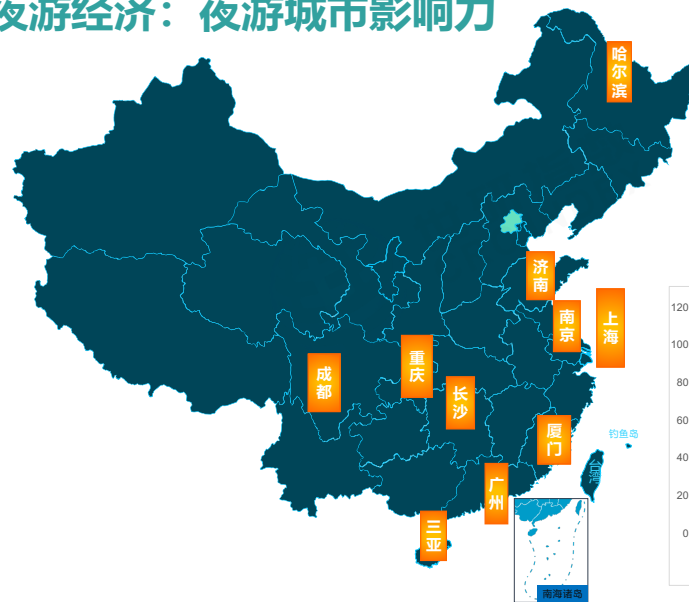 夜游经济：夜游城市影响力
哈尔滨
济南
南京
上海
成都
重庆
长沙
厦门
广州
三亚
钓鱼岛
台湾
南海诸岛
120
100
80
60
40
20
0